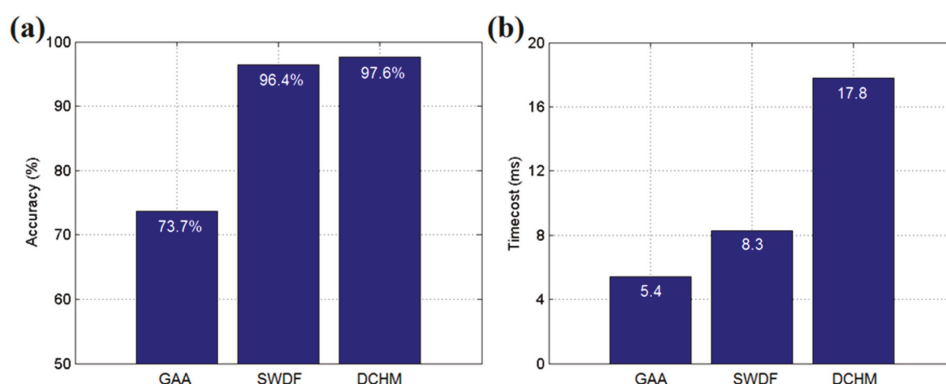 (a)
100
90
80
70
60
50
Accuracy (%)
73.7%
96.4%
97.6%
GAA
SWDF
DCHM
(b)
20
16
12
8
4
0
Timecost (ms)
5.4
8.3
17.8
GAA
SWDF
DCHM